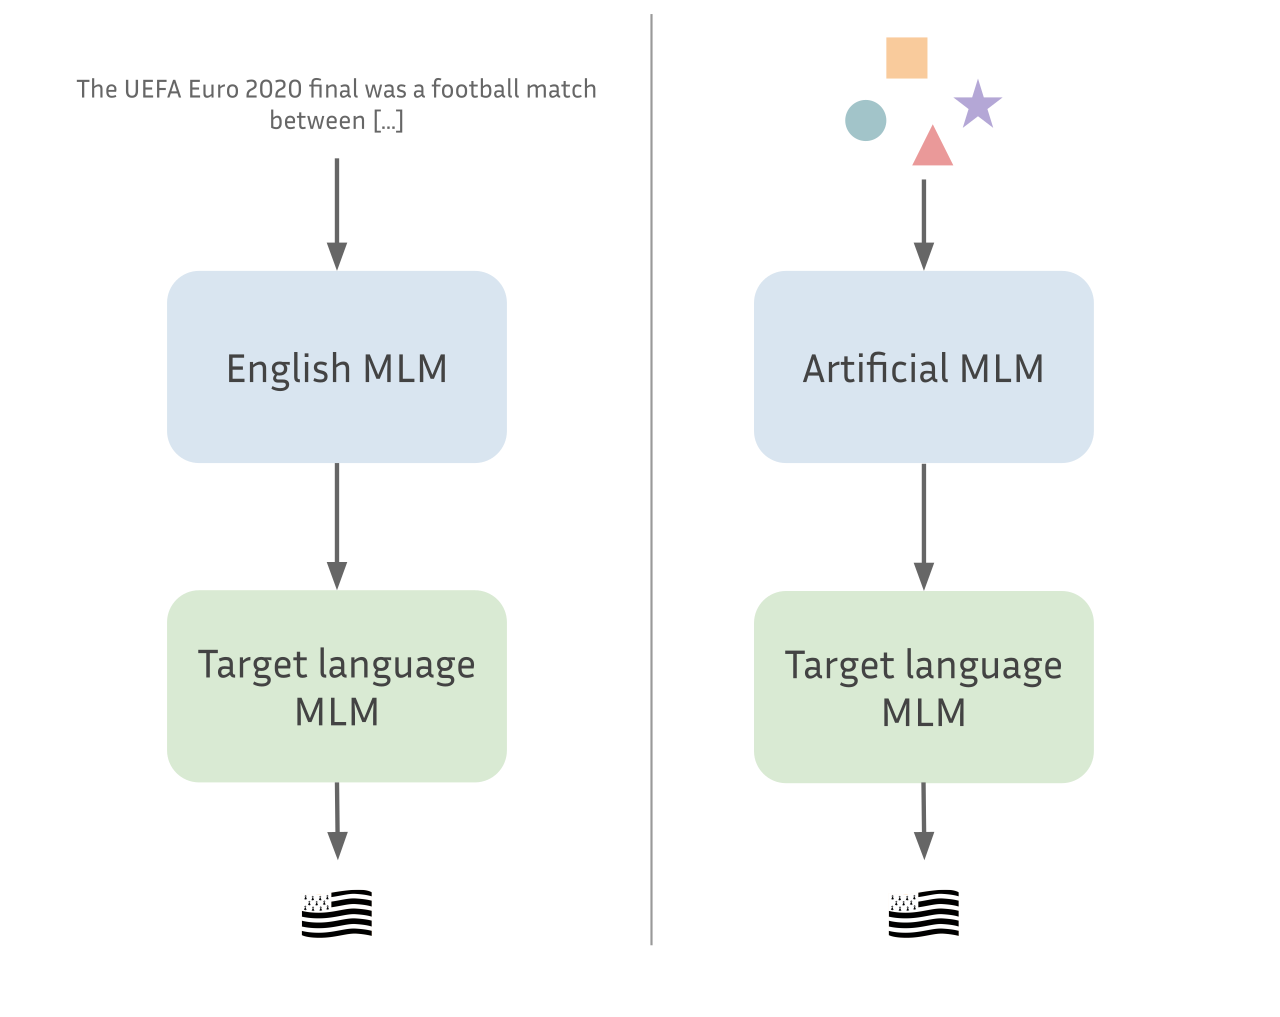 The UEFA Euro 2020 final was a football match
between [...]
English MLM
Target language
MLM
Artificial MLM
Target language
MLM